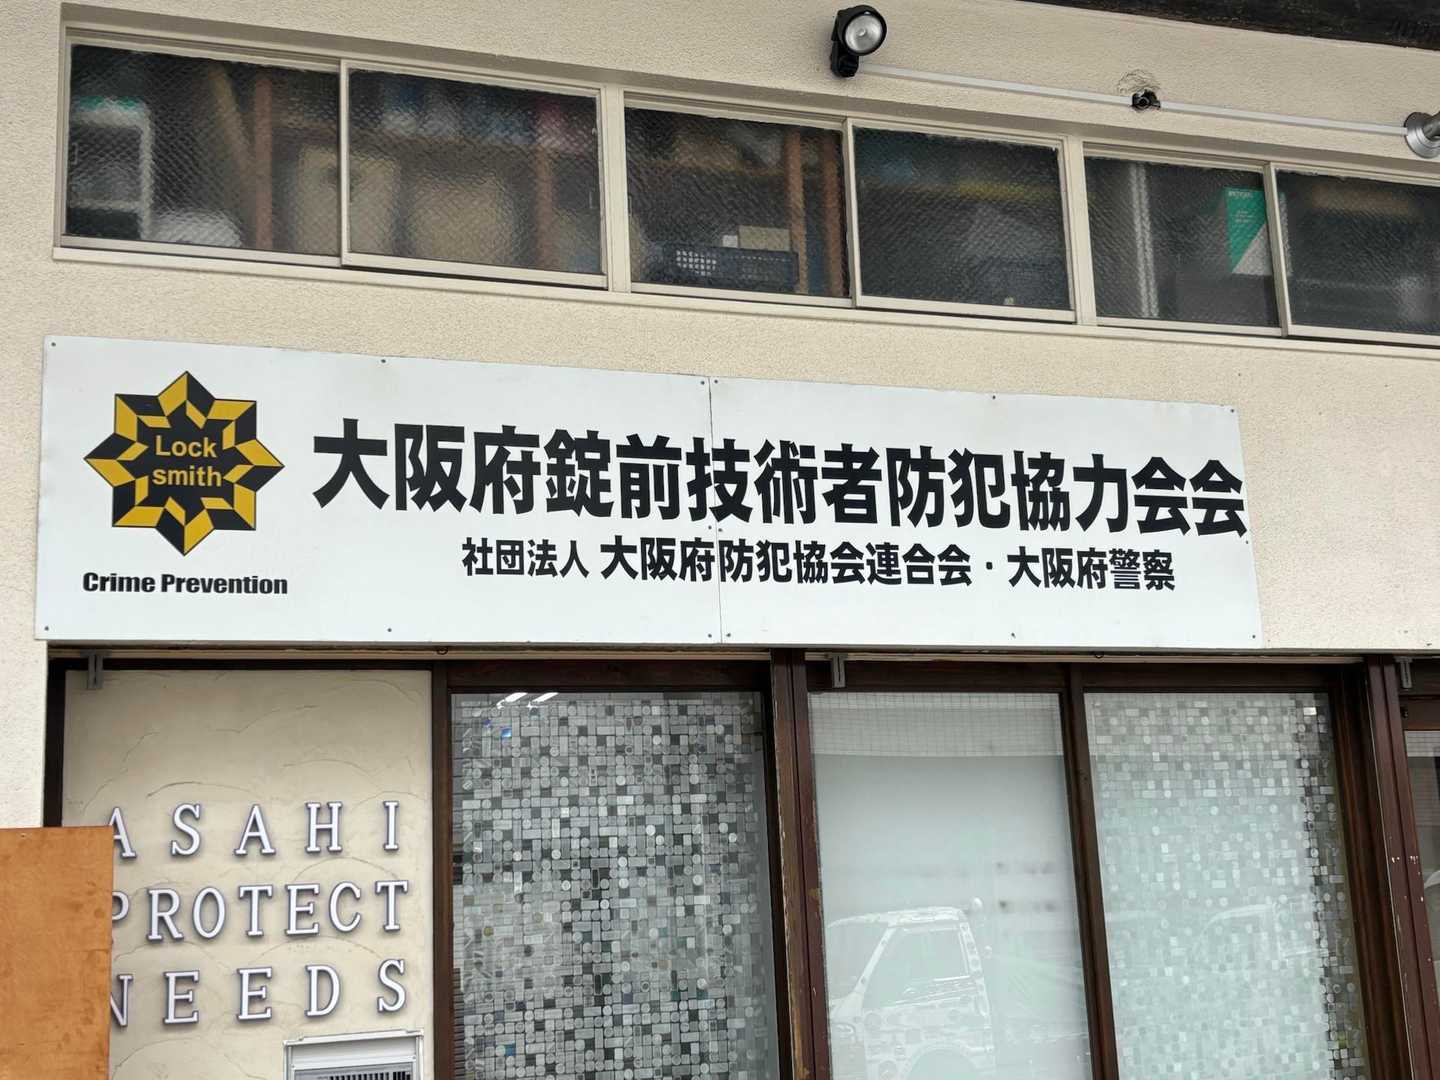 Lock
smith
Crime Prevention
大阪府錠前技術者防犯協力会会
社団法人 大阪府防犯協会連合会・大阪府警察
ASAHI
PROTECT
NEEDS